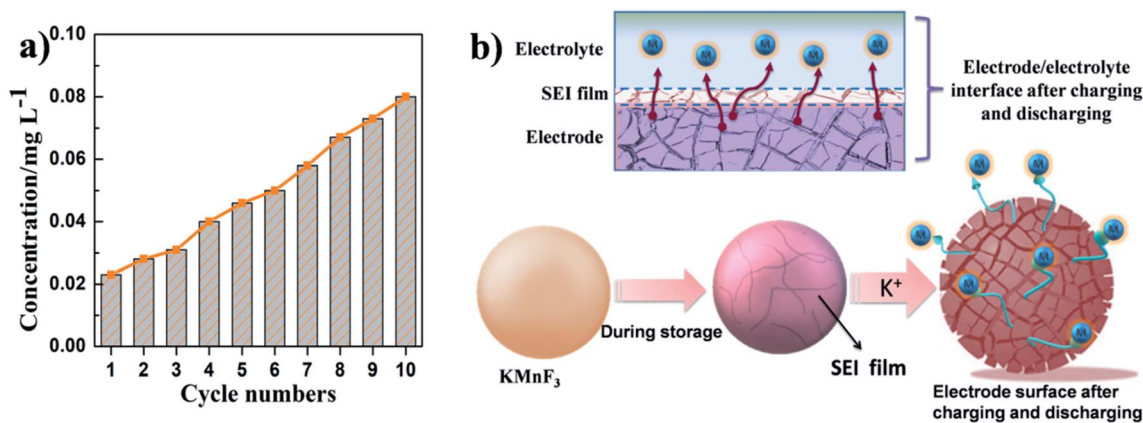 a)
Concentration/mg L⁻¹
0.10
0.08
0.06
0.04
0.02
0.00
1 2 3 4 5 6 7 8 9 10
Cycle numbers
b)
Electrolyte
SEI film
Electrode
M M M M M
Electrode/electrolyte
interface after charging
and discharging
KMnF₃
During storage
SEI film
K⁺
M M M M M M M
Electrode surface after
charging and discharging